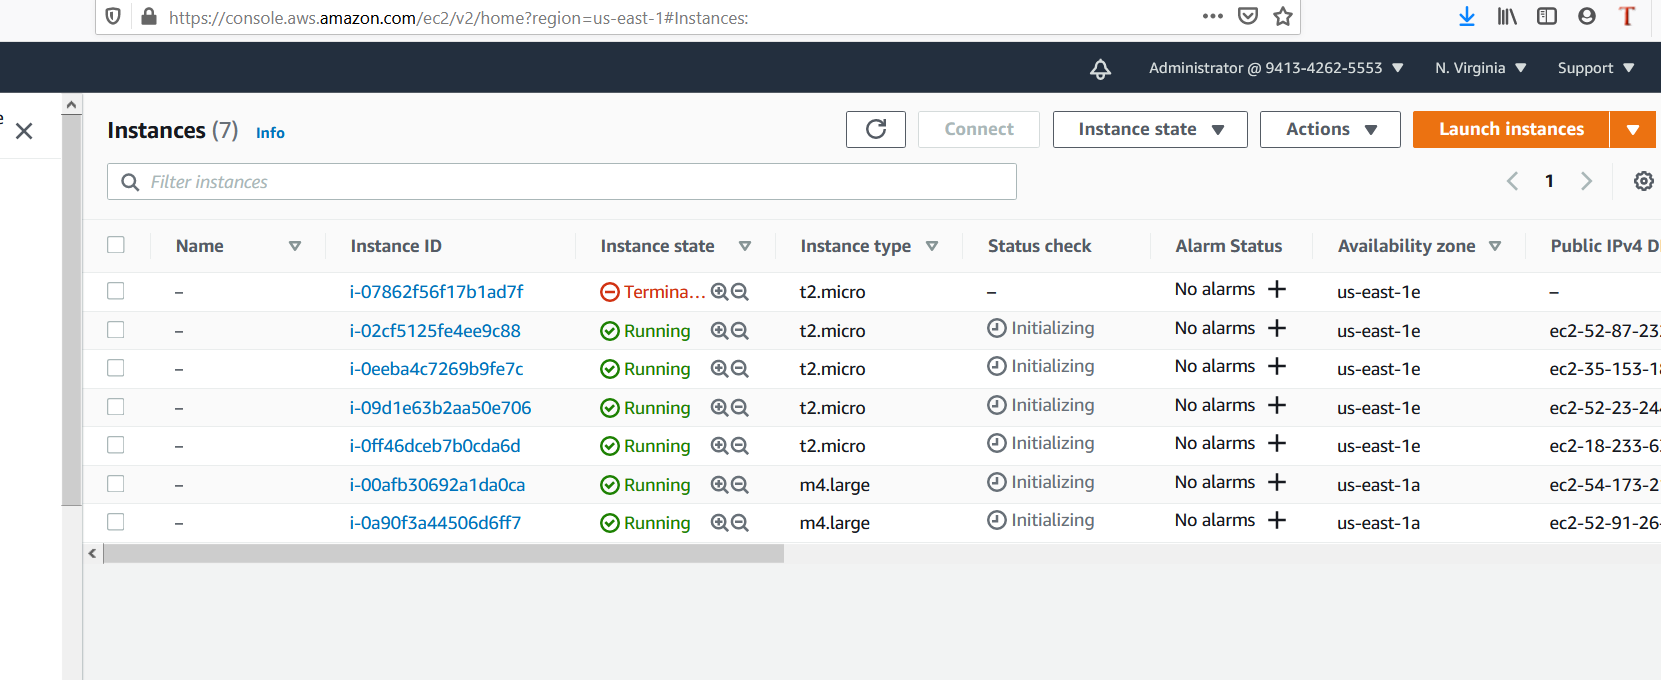 https://console.aws.amazon.com/ec2/v2/home?region=us-east-1#Instances:
T
Administrator @ 9413-4262-5553 N. Virginia Support
e
Instances (7) Info Connect Instance state Actions Launch instances
Filter instances 1
Name Instance ID Instance state Instance type Status check Alarm Status Availability zone Public IPv4 D
– i-07862f56f17b1ad7f Termina... t2.micro – No alarms + us-east-1e –
– i-02cf5125fe4ee9c88 Running t2.micro Initializing No alarms + us-east-1e ec2-52-87-23
– i-0eeba4c7269b9fe7c Running t2.micro Initializing No alarms + us-east-1e ec2-35-153-18
– i-09d1e63b2aa50e706 Running t2.micro Initializing No alarms + us-east-1e ec2-52-23-244
– i-0ff46dceb7b0cda6d Running t2.micro Initializing No alarms + us-east-1e ec2-18-233-63
– i-00afb30692a1da0ca Running m4.large Initializing No alarms + us-east-1a ec2-54-173-2
– i-0a90f3a44506d6ff7 Running m4.large Initializing No alarms + us-east-1a ec2-52-91-26-